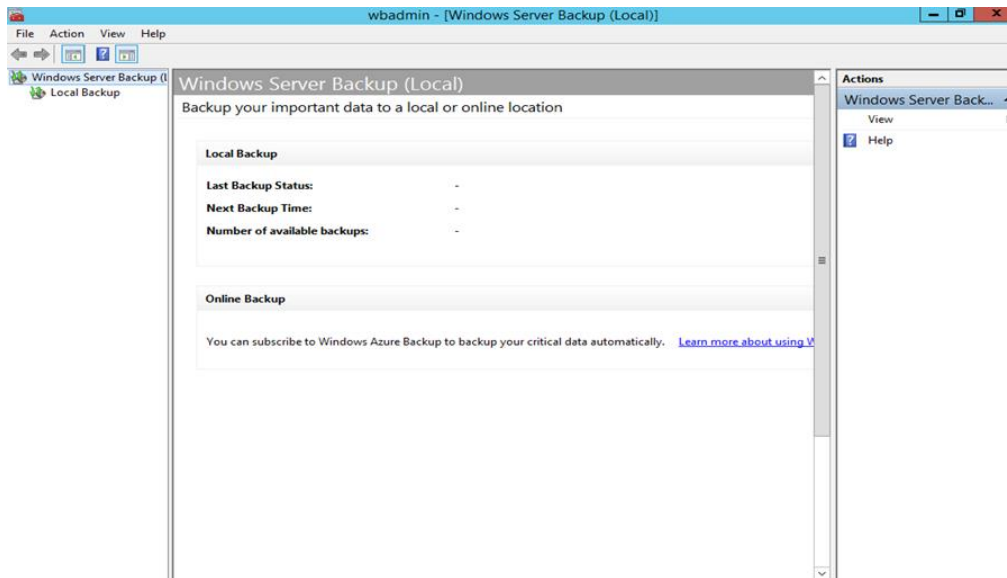 wbadmin - [Windows Server Backup (Local)]
File Action View Help
Windows Server Backup (L
Local Backup
Windows Server Backup (Local)
Backup your important data to a local or online location
Local Backup
Last Backup Status: -
Next Backup Time: -
Number of available backups: -
Online Backup
You can subscribe to Windows Azure Backup to backup your critical data automatically. Learn more about using W
Actions
Windows Server Back...
View
Help